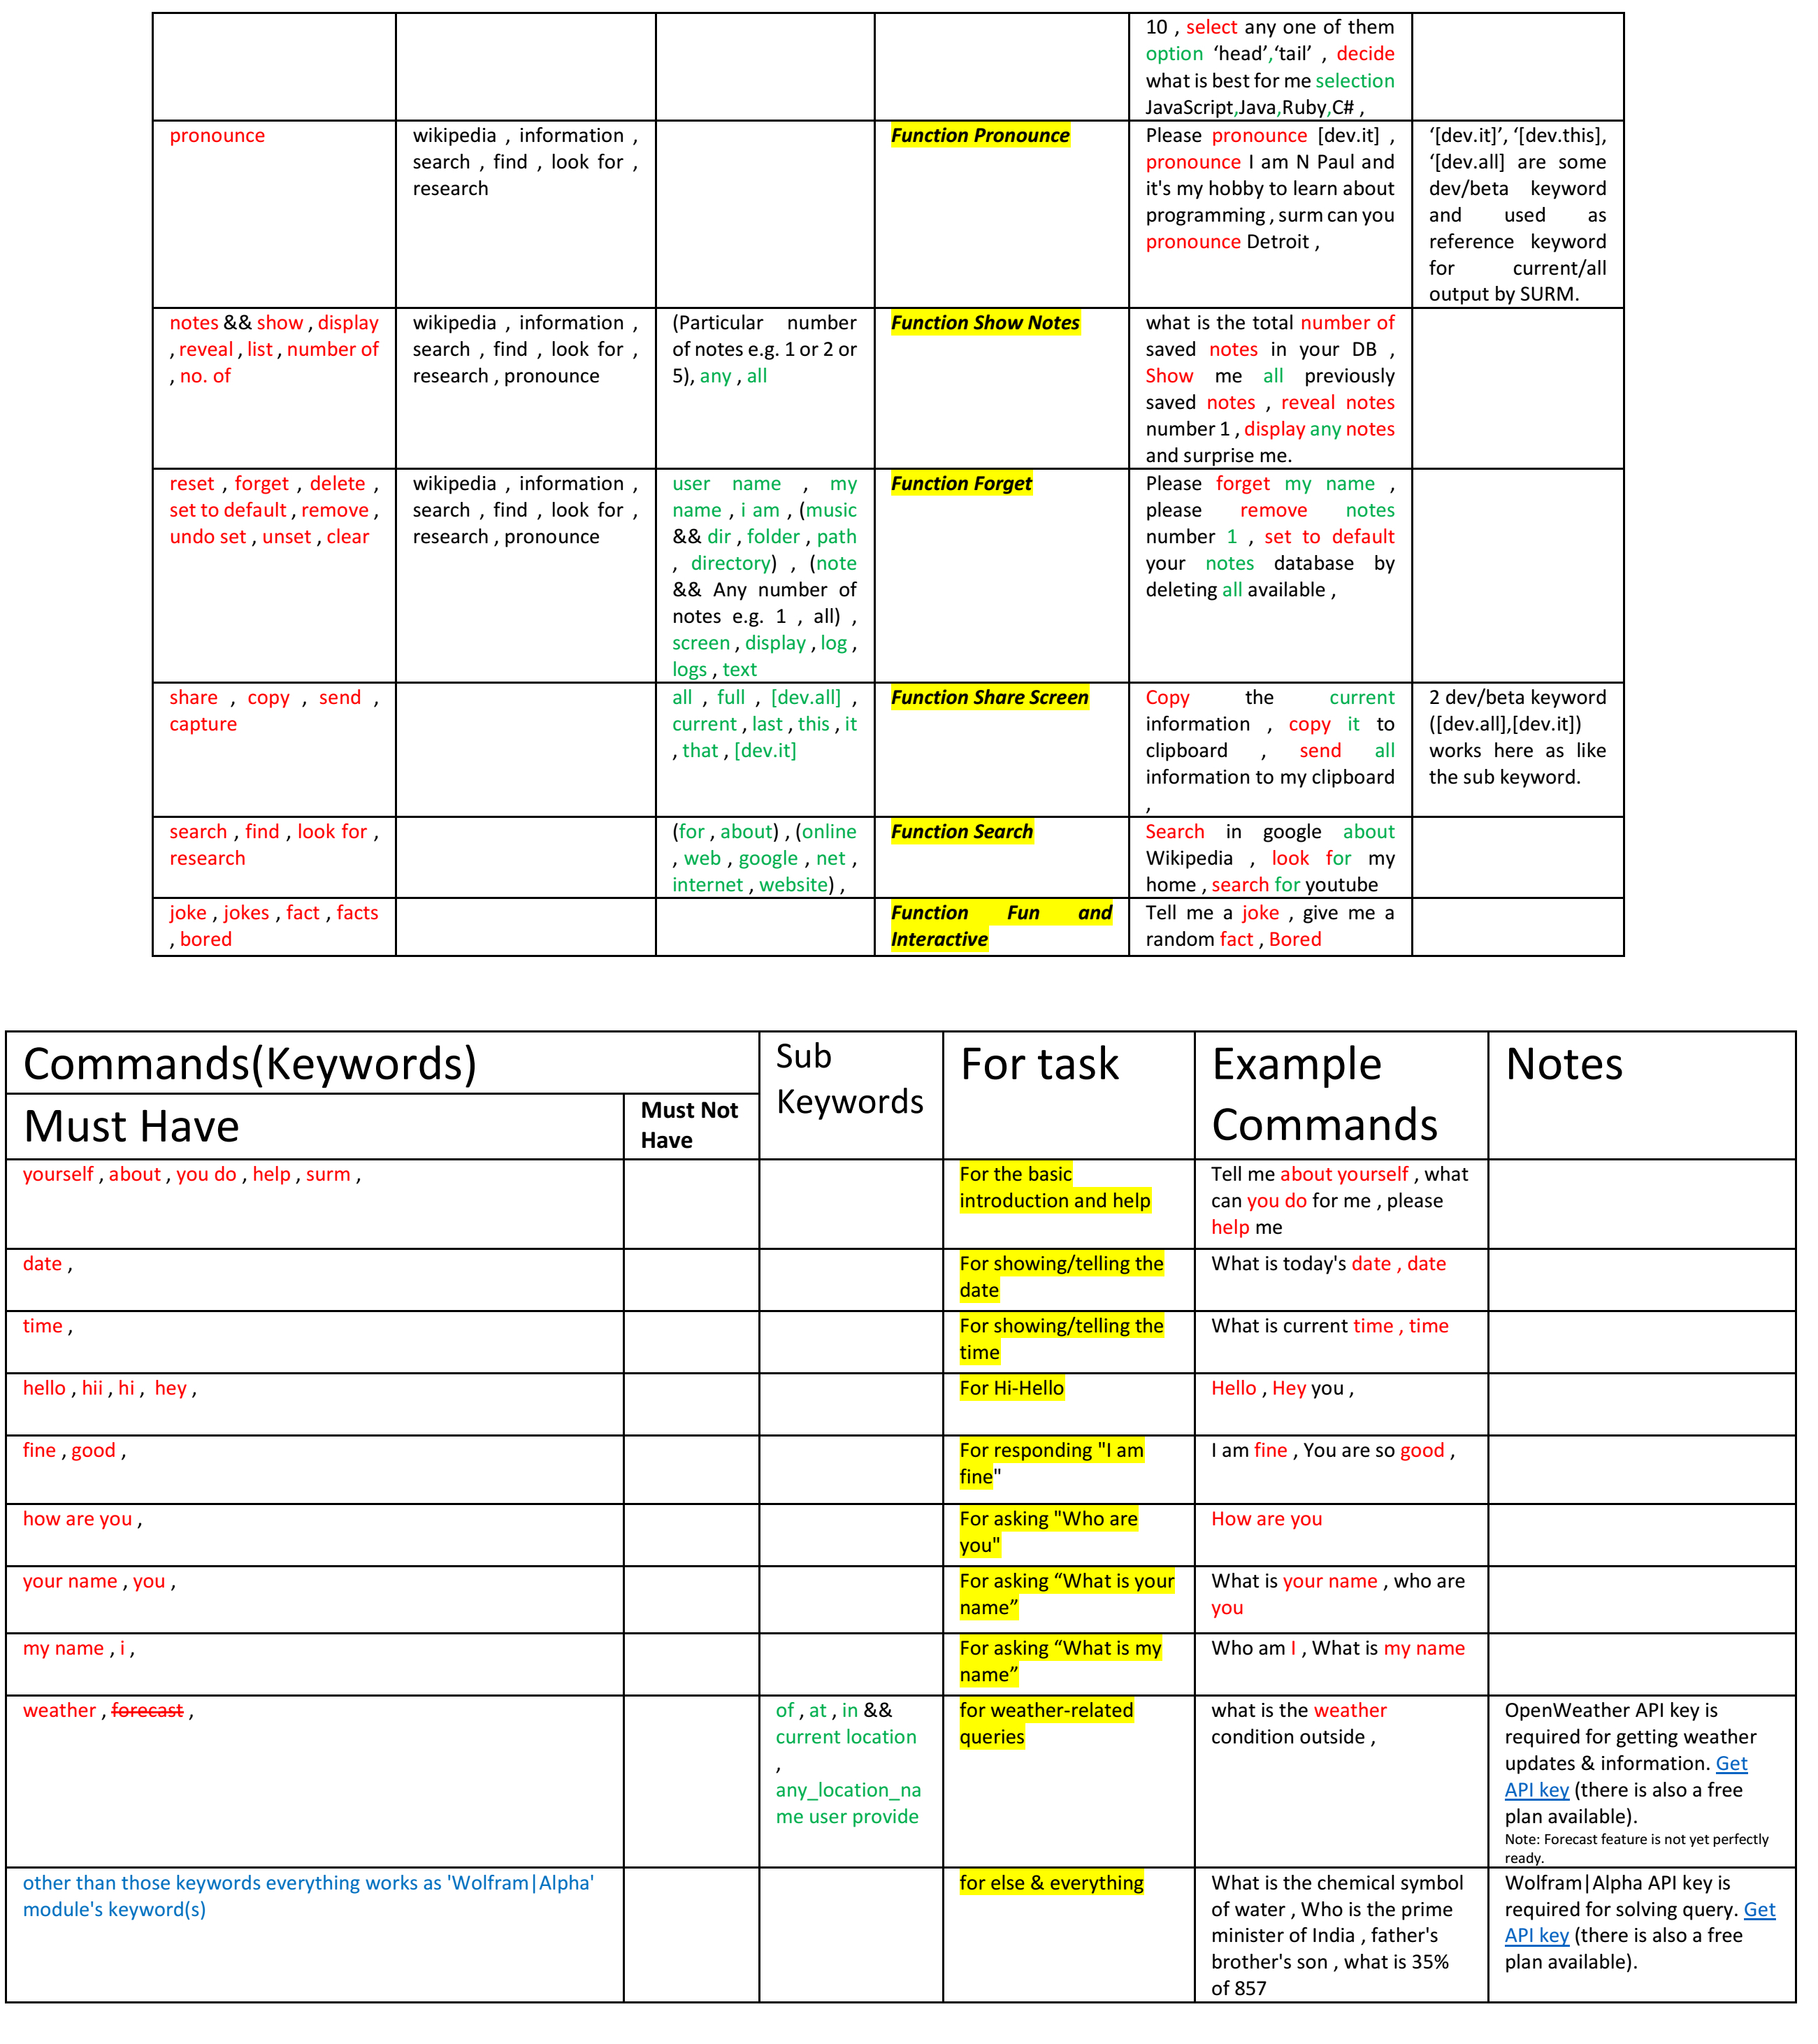 10 , select any one of them
option ‘head’,‘tail’ , decide
what is best for me selection
JavaScript,Java,Ruby,C# ,
pronounce
wikipedia , information ,
search , find , look for ,
research
Function Pronounce
Please pronounce [dev.it] ,
pronounce I am N Paul and
it's my hobby to learn about
programming , surm can you
pronounce Detroit ,
‘[dev.it]’, ‘[dev.this],
‘[dev.all] are some
dev/beta keyword
and used as
reference keyword
for current/all
output by SURM.
notes && show , display
, reveal , list , number of
, no. of
wikipedia , information ,
search , find , look for ,
research , pronounce
(Particular number
of notes e.g. 1 or 2 or
5), any , all
Function Show Notes
what is the total number of
saved notes in your DB ,
Show me all previously
saved notes , reveal notes
number 1 , display any notes
and surprise me.
reset , forget , delete ,
set to default , remove ,
undo set , unset , clear
wikipedia , information ,
search , find , look for ,
research , pronounce
user name , my
name , i am , (music
&& dir , folder , path
, directory) , (note
&& Any number of
notes e.g. 1 , all) ,
screen , display , log ,
logs , text
Function Forget
Please forget my name ,
please remove notes
number 1 , set to default
your notes database by
deleting all available ,
share , copy , send ,
capture
all , full , [dev.all] ,
current , last , this , it
, that , [dev.it]
Function Share Screen
Copy the current
information , copy it to
clipboard , send all
information to my clipboard
,
2 dev/beta keyword
([dev.all],[dev.it])
works here as like
the sub keyword.
search , find , look for ,
research
(for , about) , (online
, web , google , net ,
internet , website) ,
Function Search
Search in google about
Wikipedia , look for my
home , search for youtube
joke , jokes , fact , facts
, bored
Function Fun and
Interactive
Tell me a joke , give me a
random fact , Bored
Commands(Keywords)
Sub
Keywords
For task
Example
Commands
Notes
Must Have
Must Not
Have
yourself , about , you do , help , surm ,
For the basic
introduction and help
Tell me about yourself , what
can you do for me , please
help me
date ,
For showing/telling the
date
What is today's date , date
time ,
For showing/telling the
time
What is current time , time
hello , hii , hi , hey ,
For Hi-Hello
Hello , Hey you ,
fine , good ,
For responding "I am
fine"
I am fine , You are so good ,
how are you ,
For asking "Who are
you"
How are you
your name , you ,
For asking “What is your
name”
What is your name , who are
you
my name , i ,
For asking “What is my
name”
Who am I , What is my name
weather , forecast ,
of , at , in &&
current location
,
any_location_na
me user provide
for weather-related
queries
what is the weather
condition outside ,
OpenWeather API key is
required for getting weather
updates & information. Get
API key (there is also a free
plan available).
Note: Forecast feature is not yet perfectly
ready.
other than those keywords everything works as 'Wolfram|Alpha'
module's keyword(s)
for else & everything
What is the chemical symbol
of water , Who is the prime
minister of India , father's
brother's son , what is 35%
of 857
Wolfram|Alpha API key is
required for solving query. Get
API key (there is also a free
plan available).